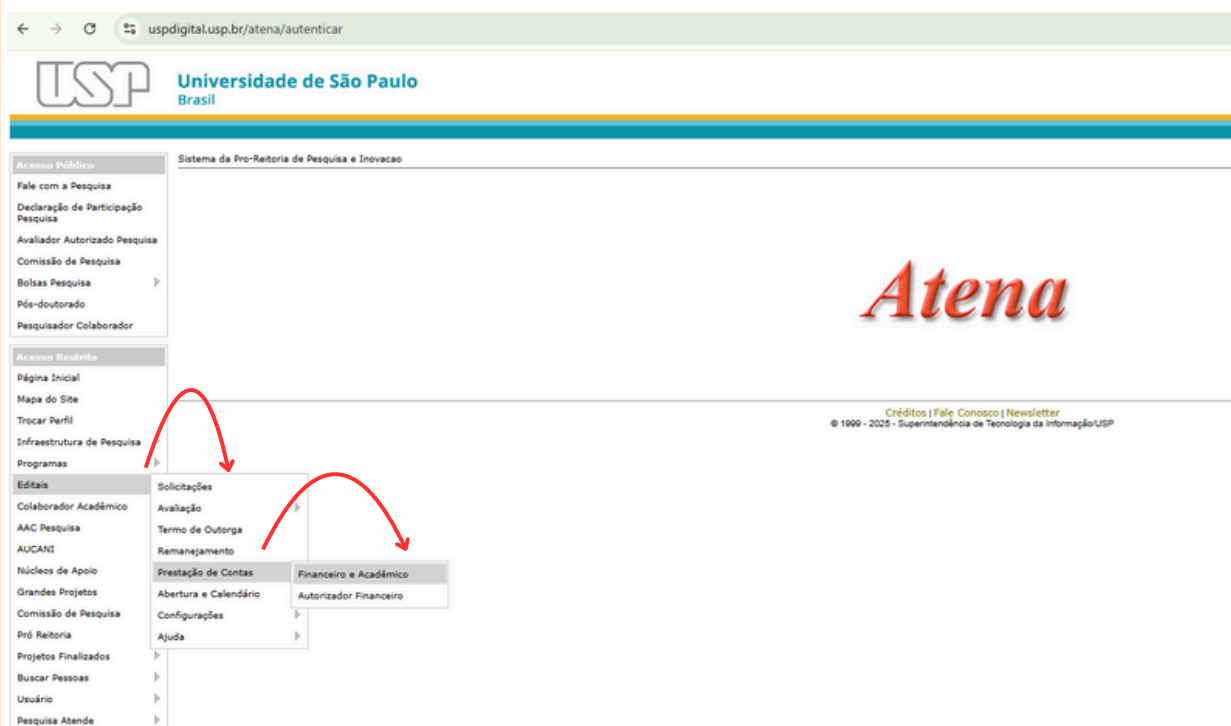 uspdigital.usp.br/atena/autenticar
USP
Universidade de São Paulo
Brasil
Acesso Público
Fale com a Pesquisa
Declaração de Participação
Pesquisa
Avaliador Autorizado Pesquisa
Comissão de Pesquisa
Bolsas Pesquisa
Pós-doutorado
Pesquisador Colaborador
Sistema da Pro-Reitoria de Pesquisa e Inovacao
Atena
Créditos | Fale Conosco | Newsletter
© 1999 - 2025 - Superintendência de Tecnologia da Informação/USP
Acesso Restrito
Página Inicial
Mapa do Site
Trocar Perfil
Infraestrutura de Pesquisa
Programas
Editais
Colaborador Acadêmico
AAC Pesquisa
AUCANI
Núcleos de Apoio
Grandes Projetos
Comissão de Pesquisa
Pró Reitoria
Projetos Finalizados
Buscar Pessoas
Usuário
Pesquisa Atende
Solicitações
Avaliação
Termo de Outorga
Remanejamento
Prestação de Contas
Abertura e Calendário
Configurações
Ajuda
Financeiro e Acadêmico
Autorizador Financeiro